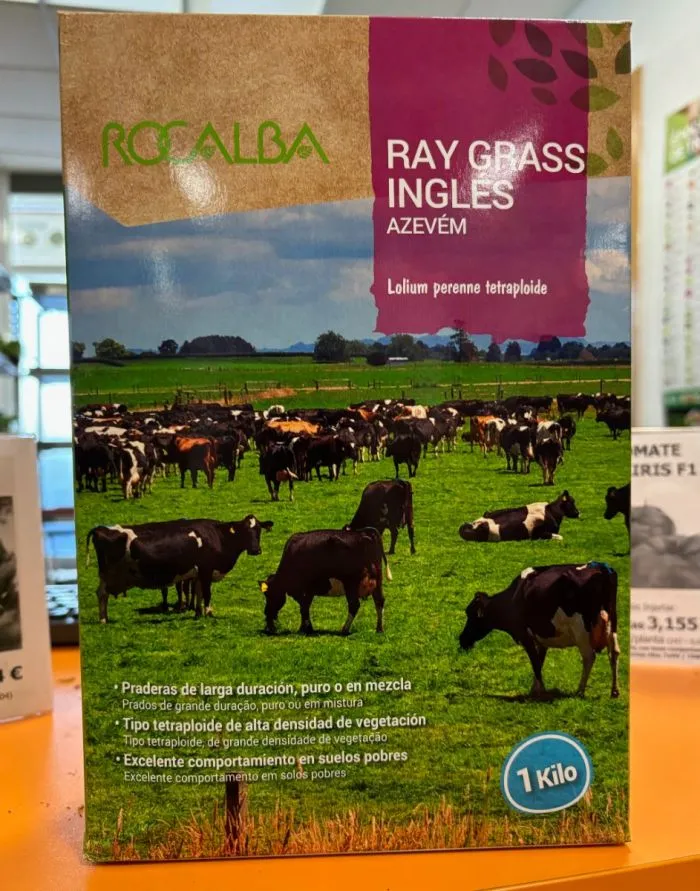 ROCALBA
RAY GRASS
INGLÉS
AZEVÉM
Lolium perenne tetraploide
• Praderas de larga duración, puro o en mezcla
Prados de grande duração, puro ou em mistura
• Tipo tetraploide de alta densidad de vegetación
Tipo tetraploide, de grande densidade de vegetação
• Excelente comportamiento en suelos pobres
Excelente comportamento em solos pobres
1 Kilo
OMATE
IRIS F1
3,155
€